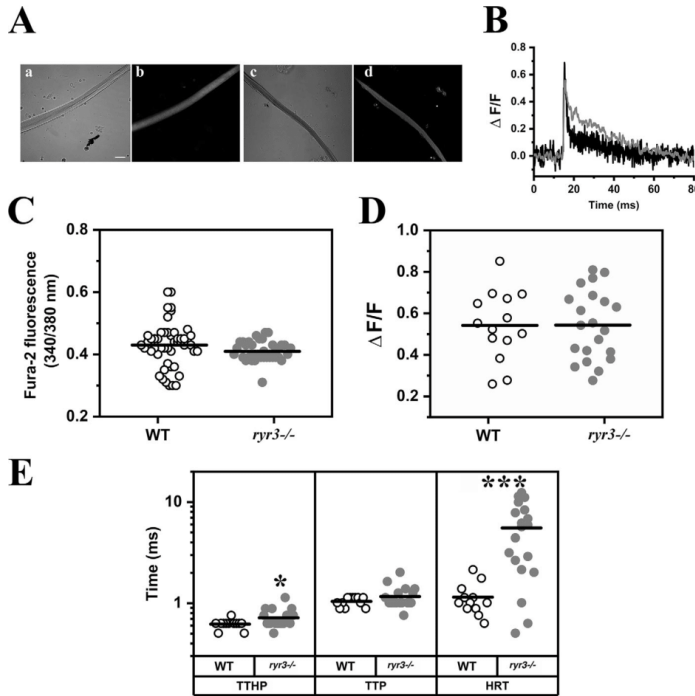 A
a b c d
B
Δ F/F
0.8
0.6
0.4
0.2
0.0
0 20 40 60 80
Time (ms)
C
Fura-2 fluorescence
(340/380 nm)
0.8
0.6
0.4
0.2
WT ryr3-/-
D
Δ F/F
1.0
0.8
0.6
0.4
0.2
WT ryr3-/-
E
Time (ms)
10
1
*
***
WT ryr3-/- WT ryr3-/- WT ryr3-/-
TTHP TTP HRT